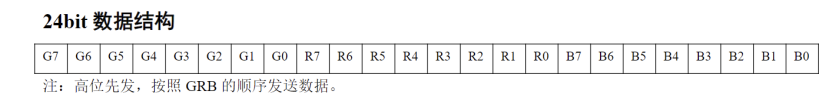 24bit 数据结构
G7 G6 G5 G4 G3 G2 G1 G0 R7 R6 R5 R4 R3 R2 R1 R0 B7 B6 B5 B4 B3 B2 B1 B0
注：高位先发，按照 GRB 的顺序发送数据。